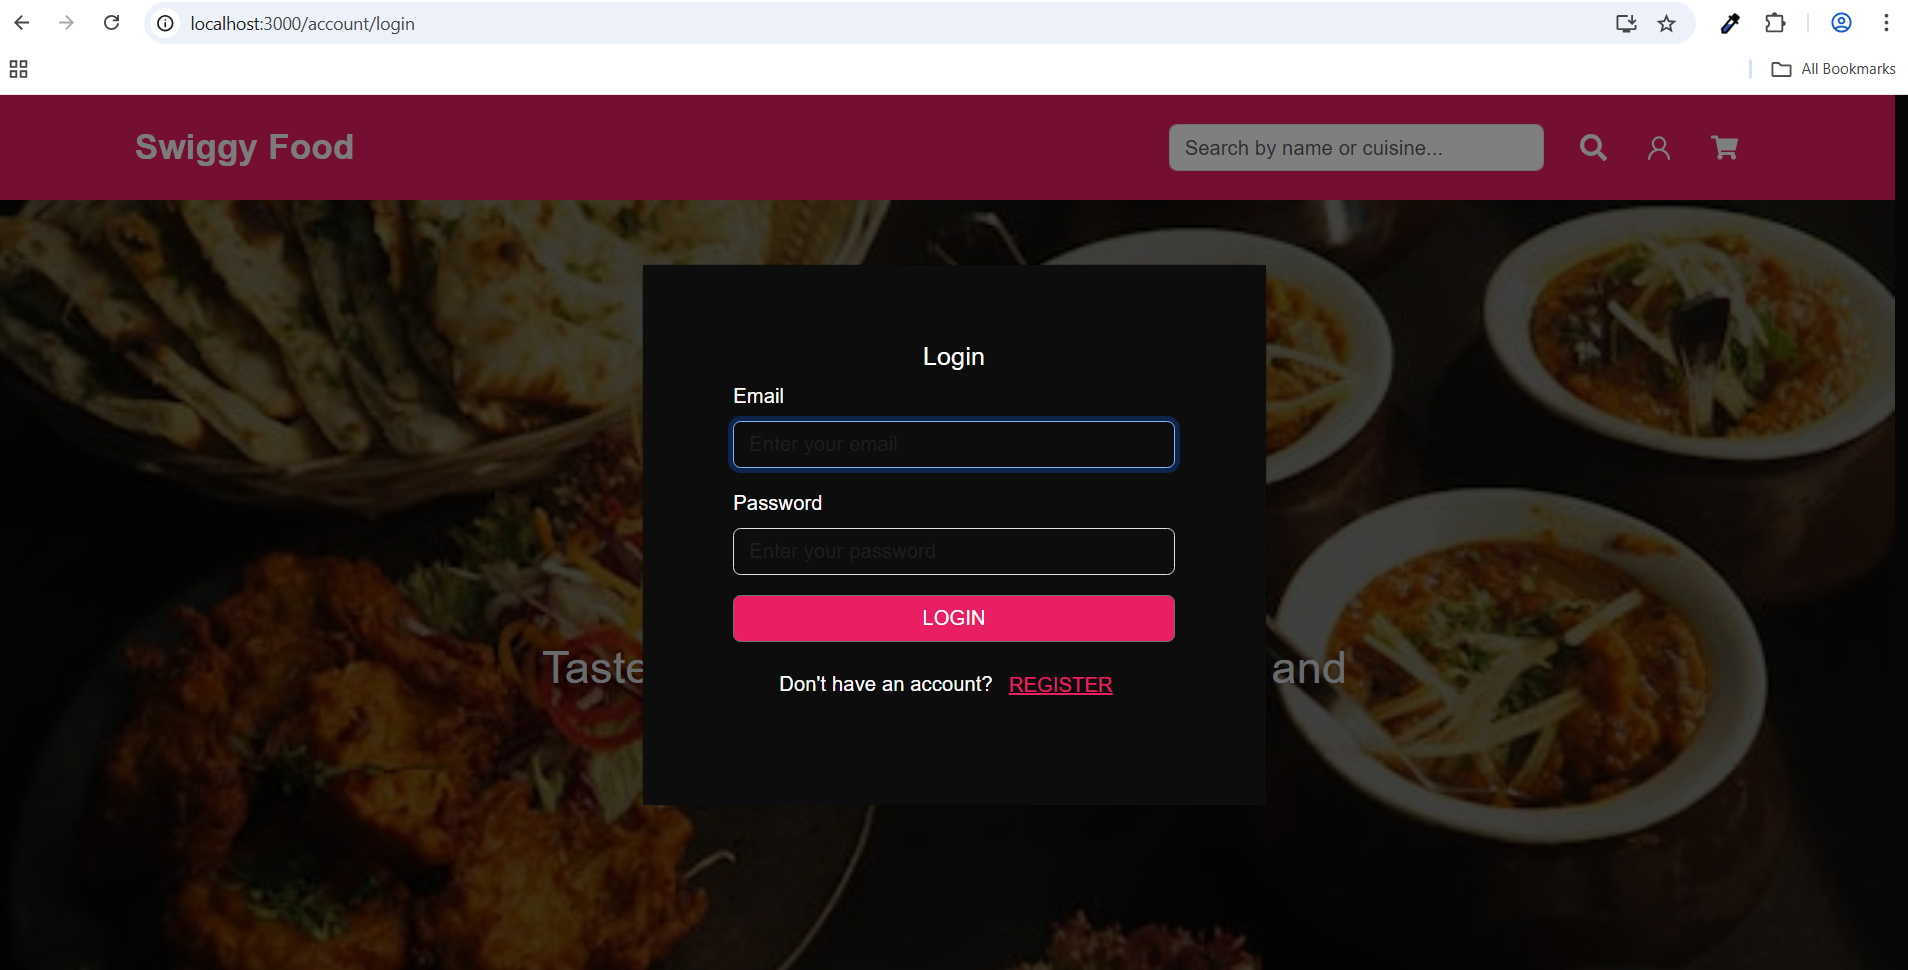 localhost:3000/account/login
All Bookmarks
Swiggy Food
Search by name or cuisine...
Login
Email
Enter your email
Password
Enter your password
LOGIN
Taste and
Don't have an account? REGISTER